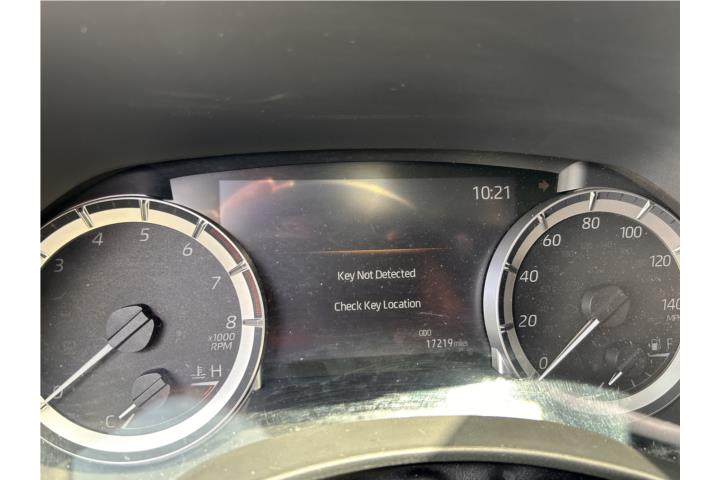 10:21
Key Not Detected
Check Key Location
ODO
17219 miles
3 4 5 6 7 8
x1000
RPM
H
C
0 20 40 60 80 100 120 140
MPH
F